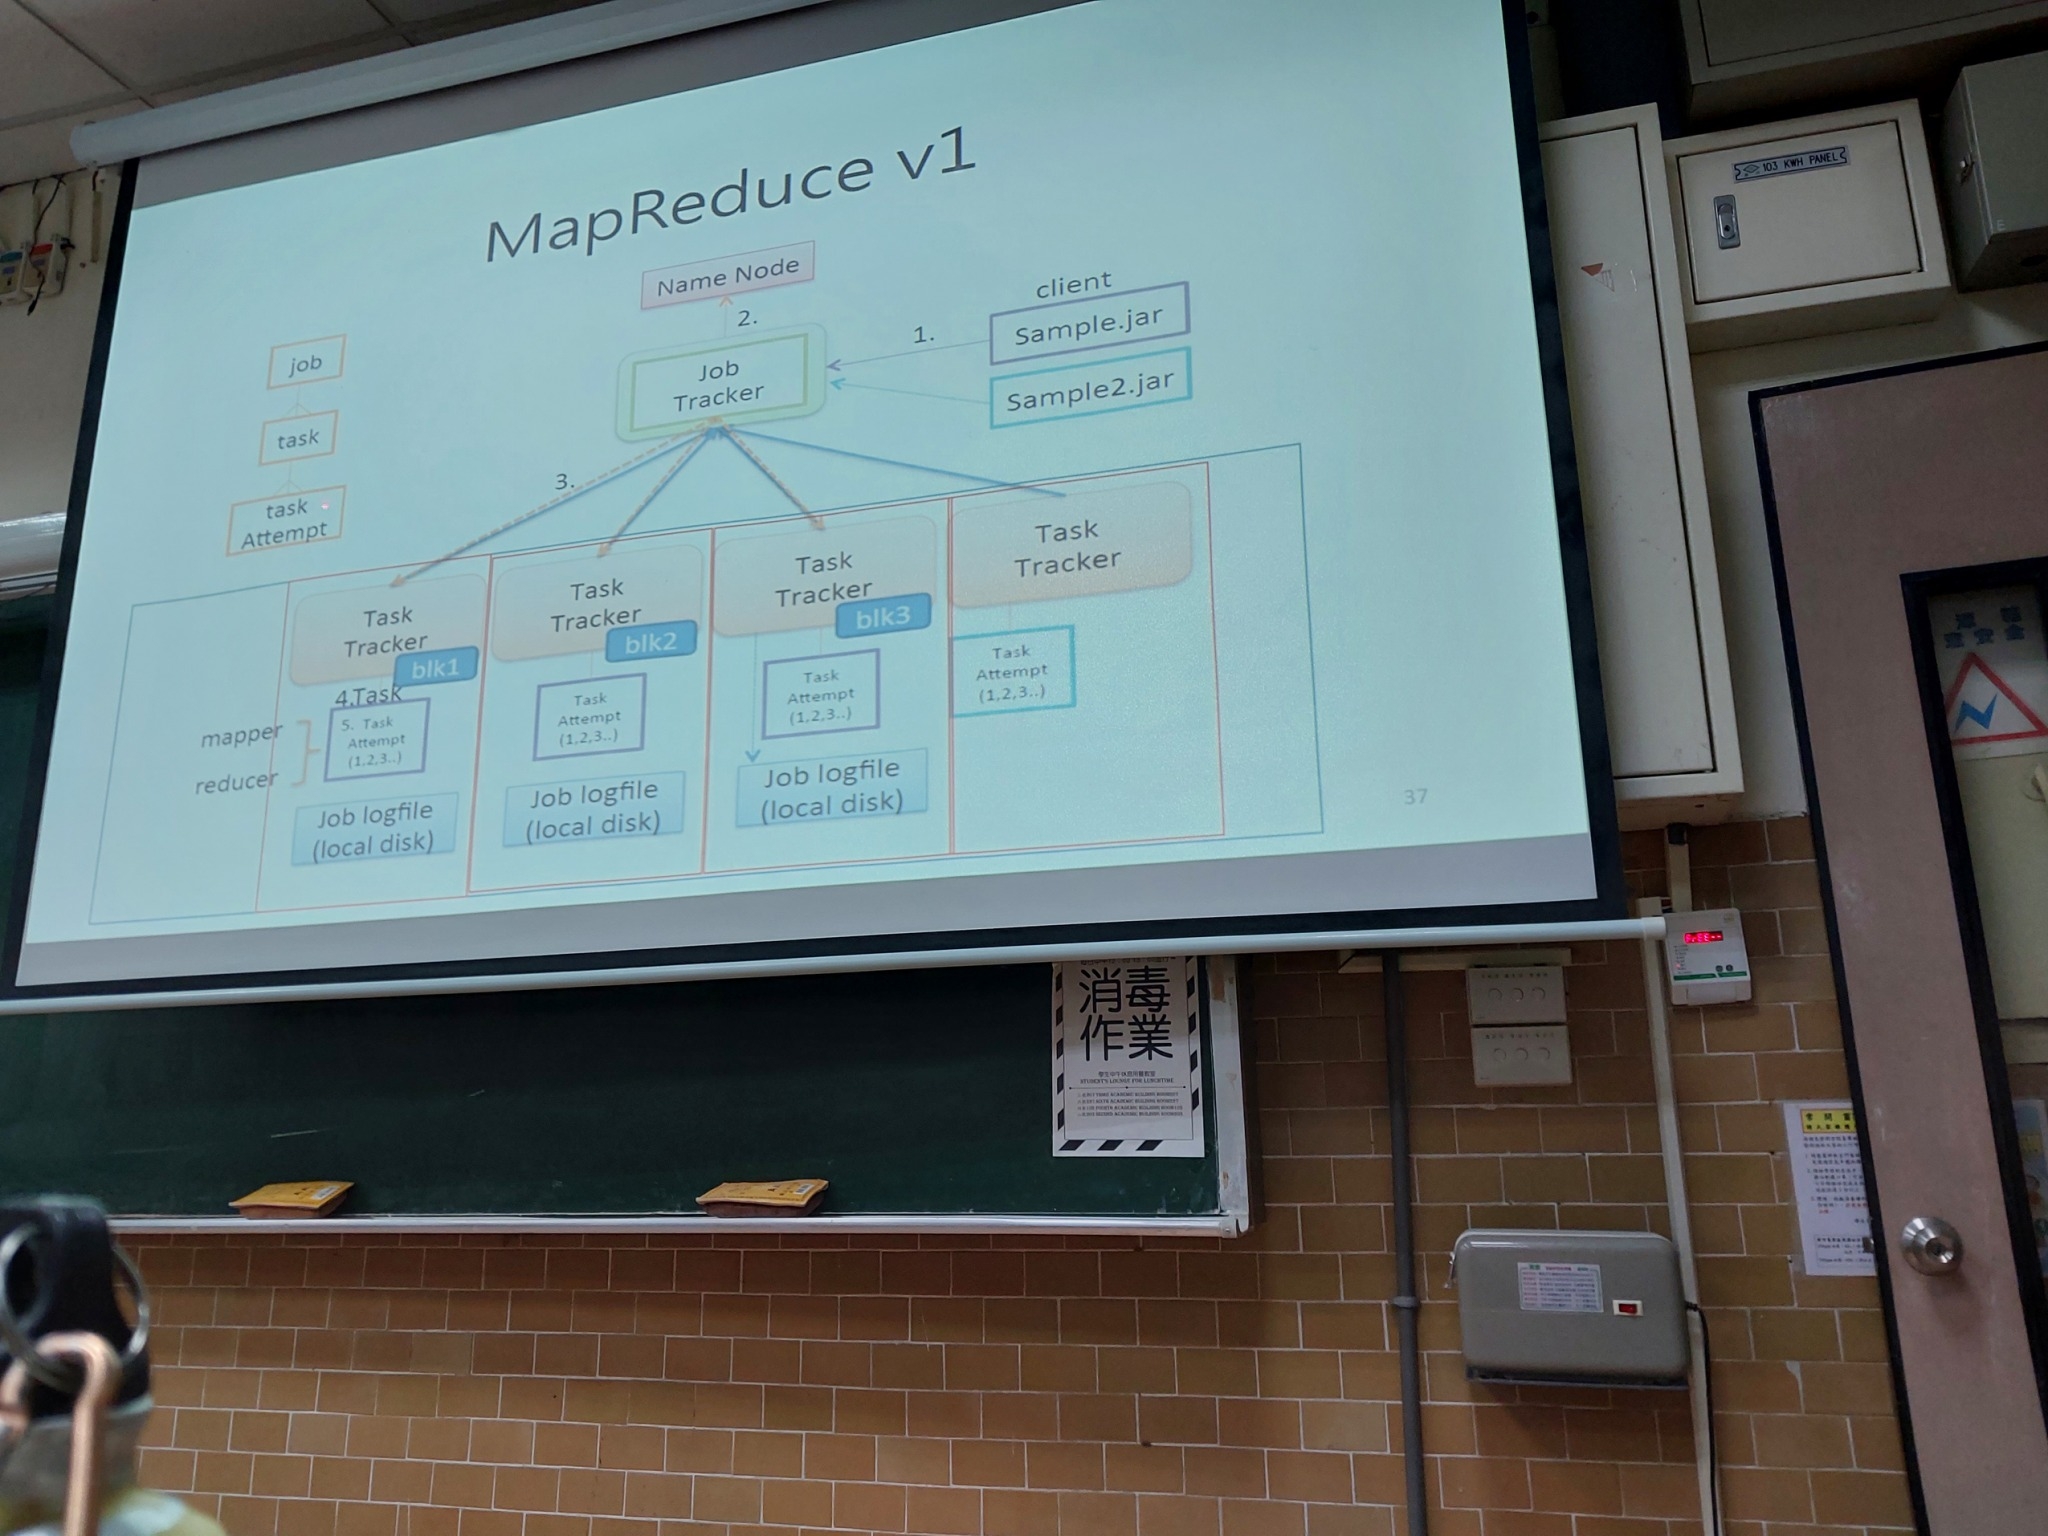 MapReduce v1
Name Node
2.
client
Sample.jar
1.
Job
Tracker
Sample2.jar
job
task
task
Attempt
3.
Task
Tracker
blk1
Task
Tracker
blk2
Task
Tracker
blk3
Task
Tracker
4.Task
mapper
reducer
5. Task
Attempt
(1,2,3..)
Task
Attempt
(1,2,3..)
Task
Attempt
(1,2,3..)
Task
Attempt
(1,2,3..)
Job logfile
(local disk)
Job logfile
(local disk)
Job logfile
(local disk)
37
103 KWH PANEL
消毒
作業
STUDENT'S LOUNGE FOR LUNCHTIME